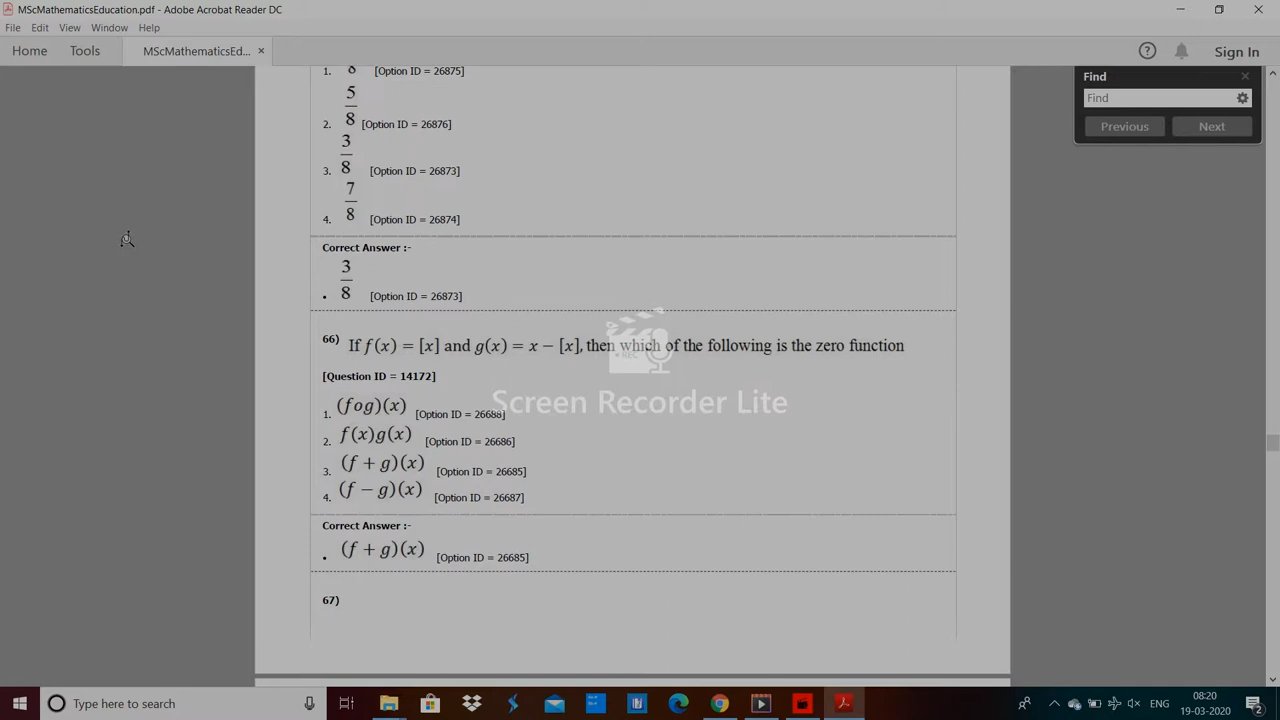 MScMathematicsEducation.pdf - Adobe Acrobat Reader DC
File Edit View Window Help
Home Tools MScMathematicsEd... × Sign In
Find
Find
Previous Next
1. 8 [Option ID = 26875]
2. 5/8 [Option ID = 26876]
3. 3/8 [Option ID = 26873]
4. 7/8 [Option ID = 26874]
Correct Answer :-
• 3/8 [Option ID = 26873]
66) If f(x) = [x] and g(x) = x − [x], then which of the following is the zero function
[Question ID = 14172]
REC
Screen Recorder Lite
1. (fog)(x) [Option ID = 26688]
2. f(x)g(x) [Option ID = 26686]
3. (f + g)(x) [Option ID = 26685]
4. (f − g)(x) [Option ID = 26687]
Correct Answer :-
• (f + g)(x) [Option ID = 26685]
67)
Type here to search
ENG 08:20
19-03-2020 2